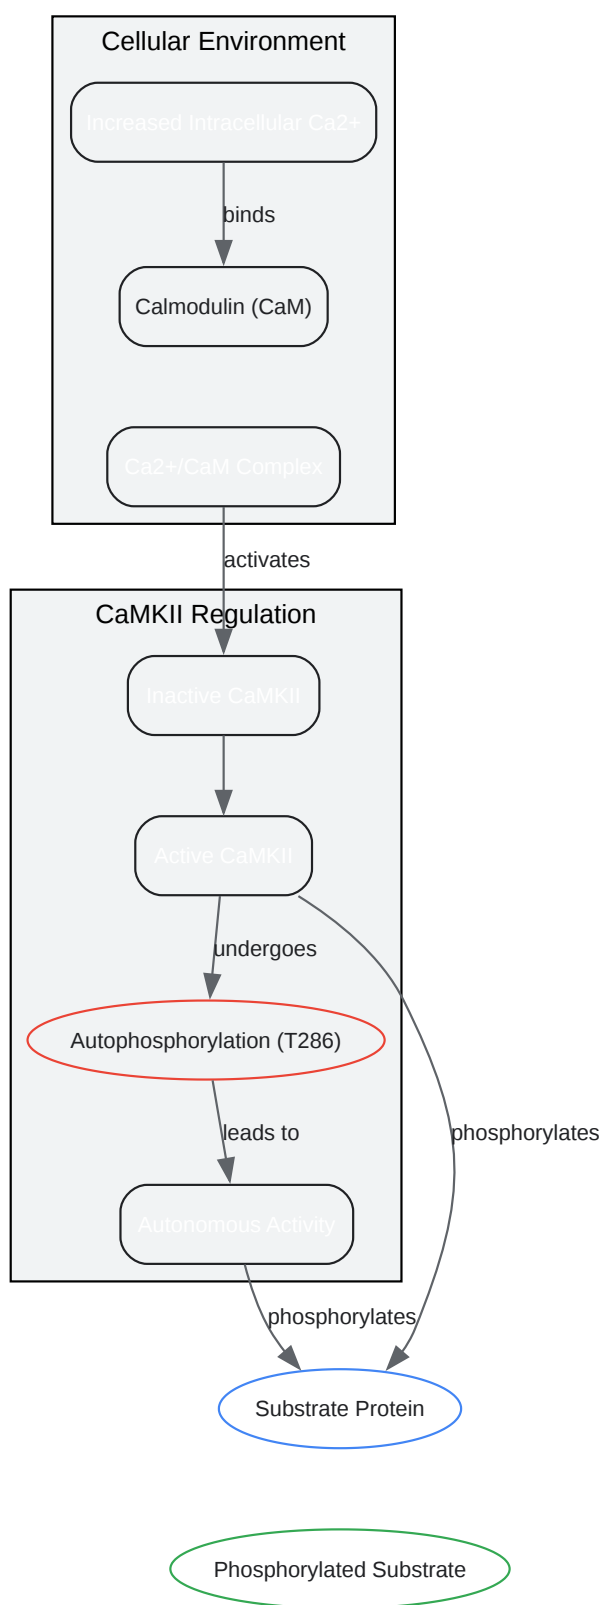 Cellular Environment
Increased Intracellular Ca2+
binds
Calmodulin (CaM)
Ca2+/CaM Complex
activates
CaMKII Regulation
Inactive CaMKII
Active CaMKII
undergoes
Autophosphorylation (T286)
leads to
phosphorylates
Autonomous Activity
phosphorylates
Substrate Protein
Phosphorylated Substrate